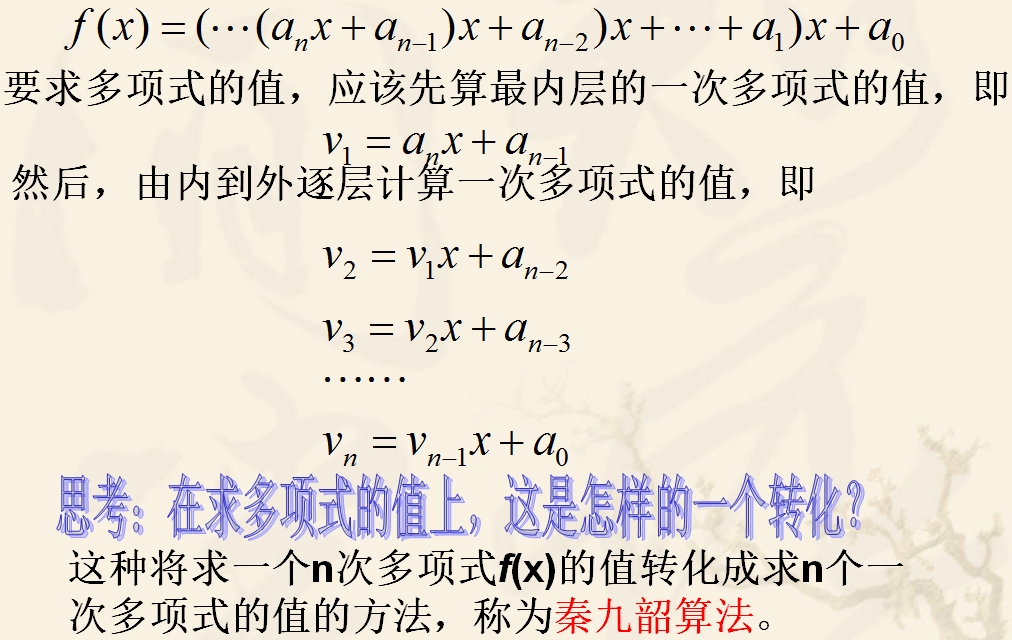 f(x)=(⋯(aₙx+aₙ₋₁)x+aₙ₋₂)x+⋯+a₁)x+a₀
要求多项式的值，应该先算最内层的一次多项式的值，即
v₁=aₙx+aₙ₋₁
然后，由内到外逐层计算一次多项式的值，即
v₂=v₁x+aₙ₋₂
v₃=v₂x+aₙ₋₃
⋯⋯
vₙ=vₙ₋₁x+a₀
思考：在求多项式的值上，这是怎样的一个转化？
这种将求一个n次多项式f(x)的值转化成求n个一
次多项式的值的方法，称为秦九韶算法。